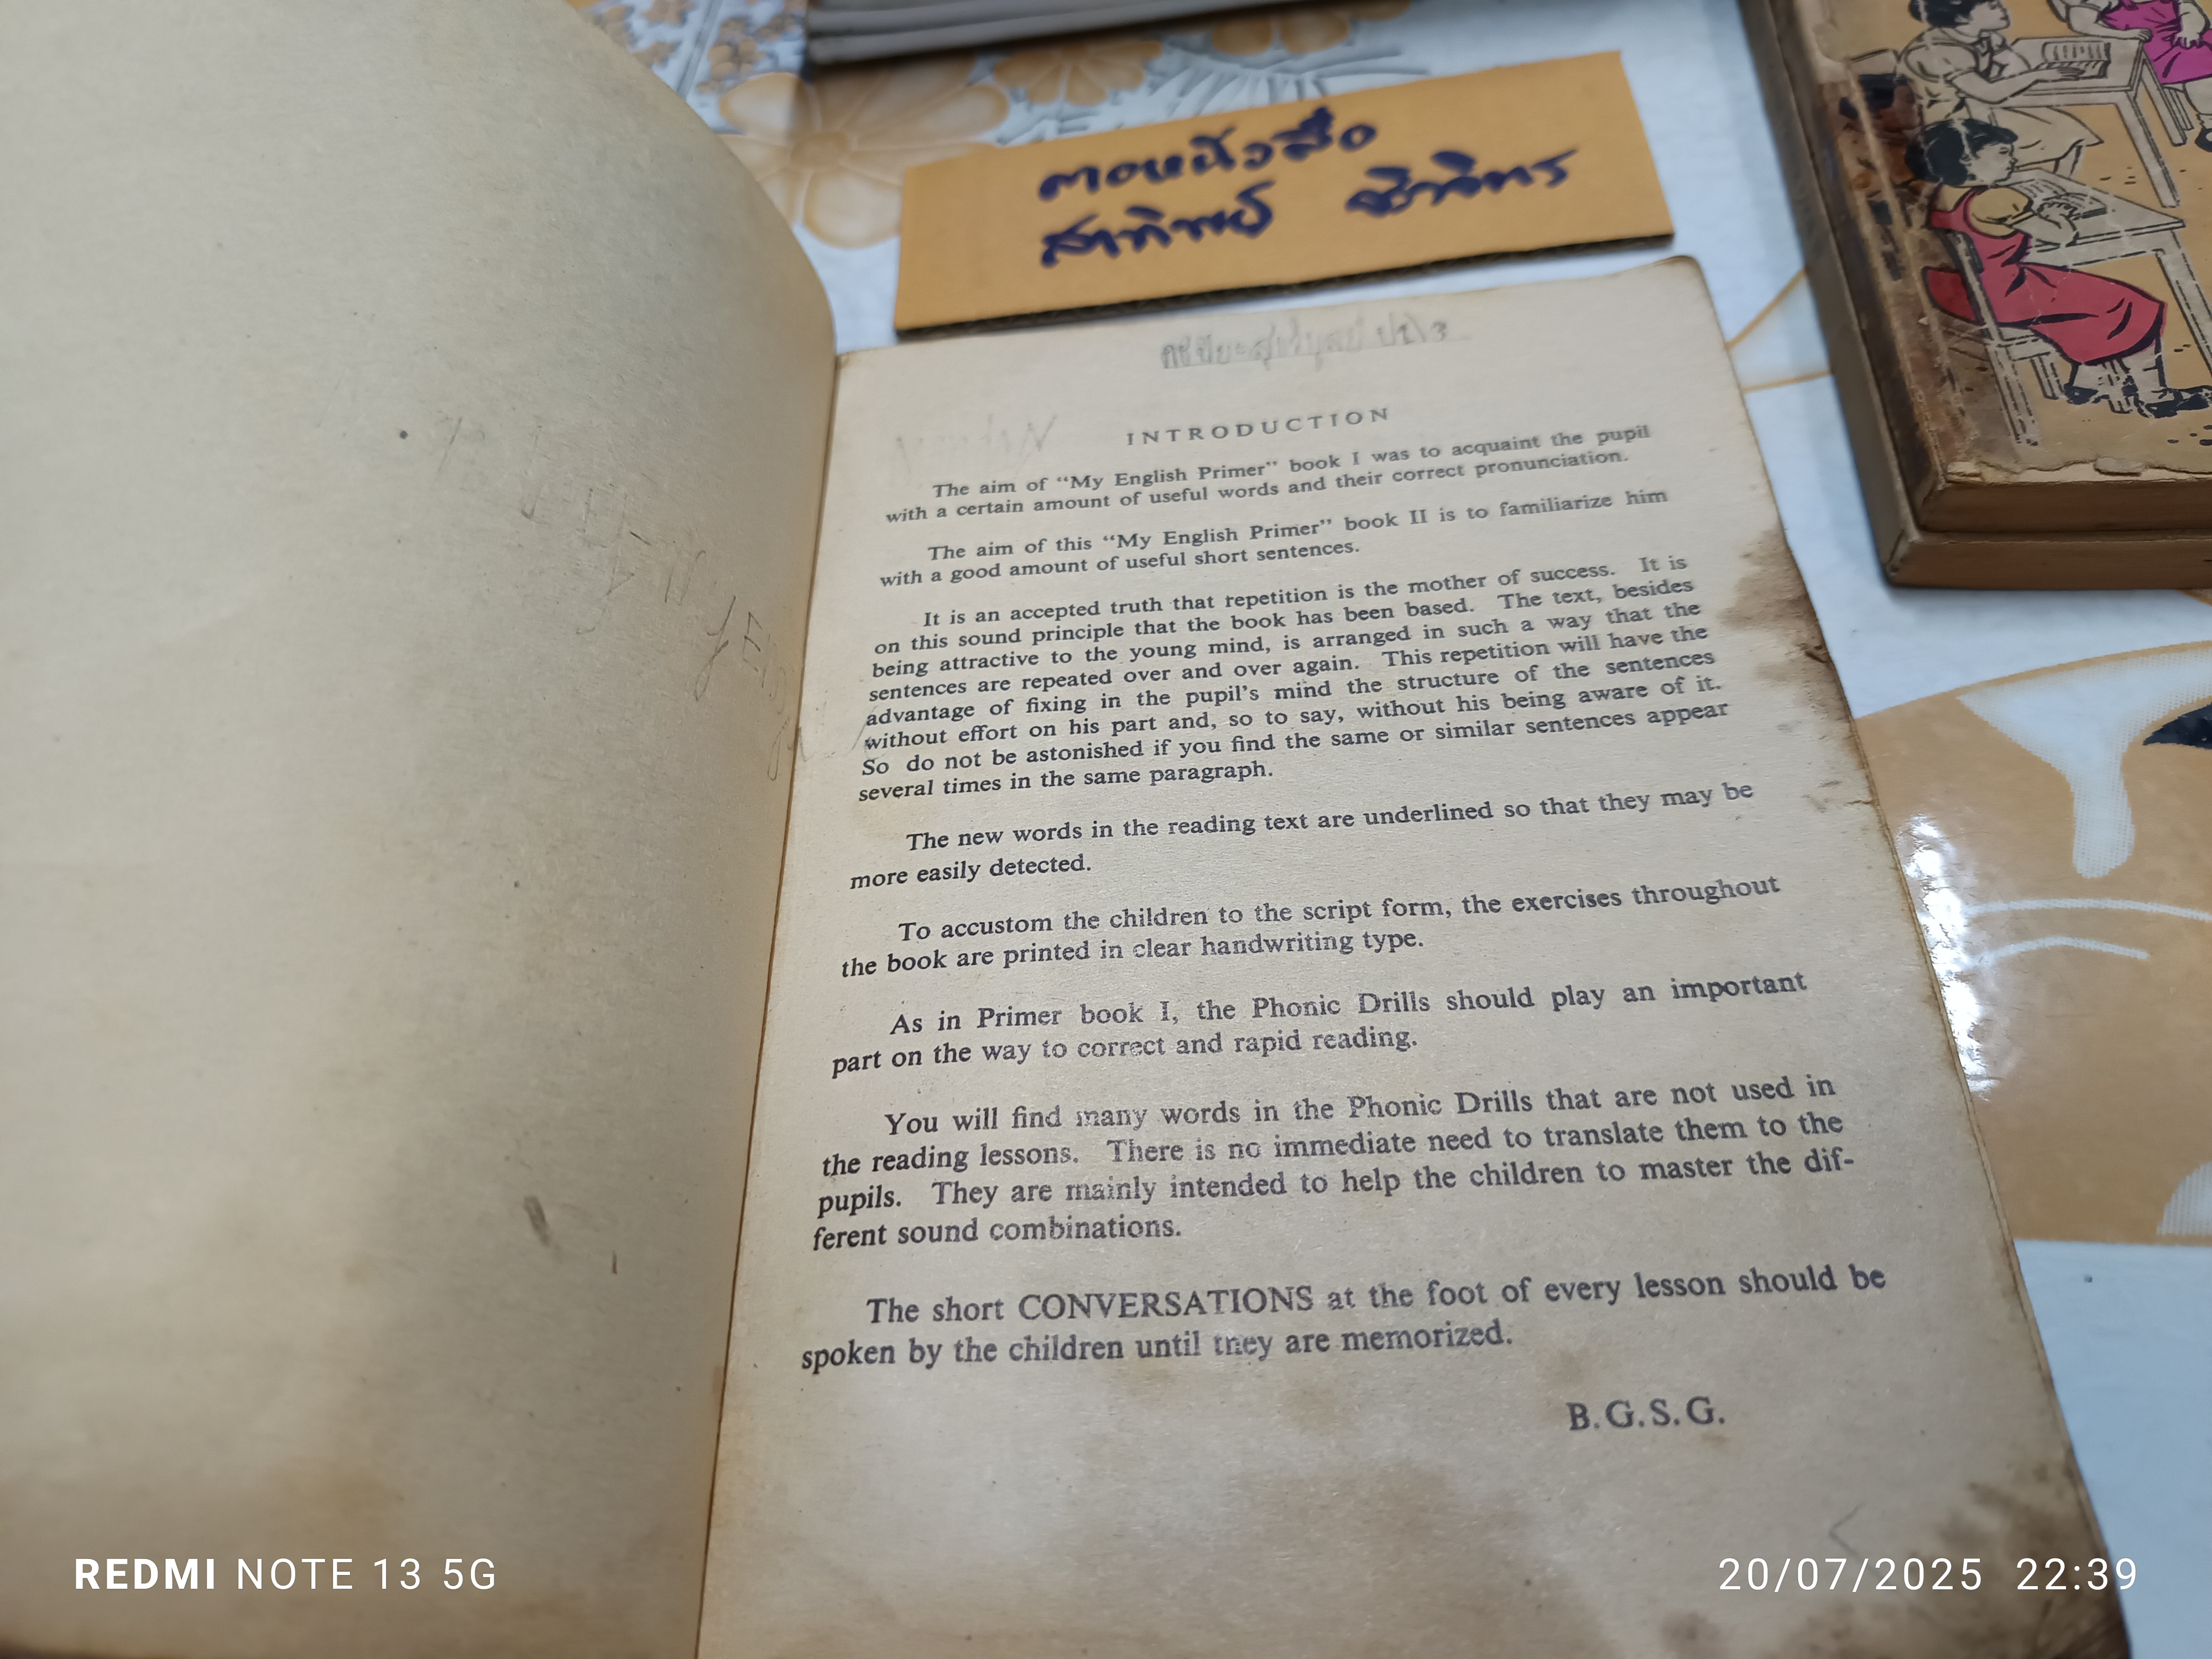 สาทิพย์
INTRODUCTION
The aim of “My English Primer” book I was to acquaint the pupil
with a certain amount of useful words and their correct pronunciation.
The aim of this “My English Primer” book II is to familiarize him
with a good amount of useful short sentences.
It is an accepted truth that repetition is the mother of success. It is
on this sound principle that the book has been based. The text, besides
being attractive to the young mind, is arranged in such a way that the
sentences are repeated over and over again. This repetition will have the
advantage of fixing in the pupil's mind the structure of the sentences
without effort on his part and, so to say, without his being aware of it.
So do not be astonished if you find the same or similar sentences appear
several times in the same paragraph.
The new words in the reading text are underlined so that they may be
more easily detected.
To accustom the children to the script form, the exercises throughout
the book are printed in clear handwriting type.
As in Primer book I, the Phonic Drills should play an important
part on the way to correct and rapid reading.
You will find many words in the Phonic Drills that are not used in
the reading lessons. There is no immediate need to translate them to the
pupils. They are mainly intended to help the children to master the dif-
ferent sound combinations.
The short CONVERSATIONS at the foot of every lesson should be
spoken by the children until they are memorized.
B.G.S.G.
REDMI NOTE 13 5G
20/07/2025 22:39